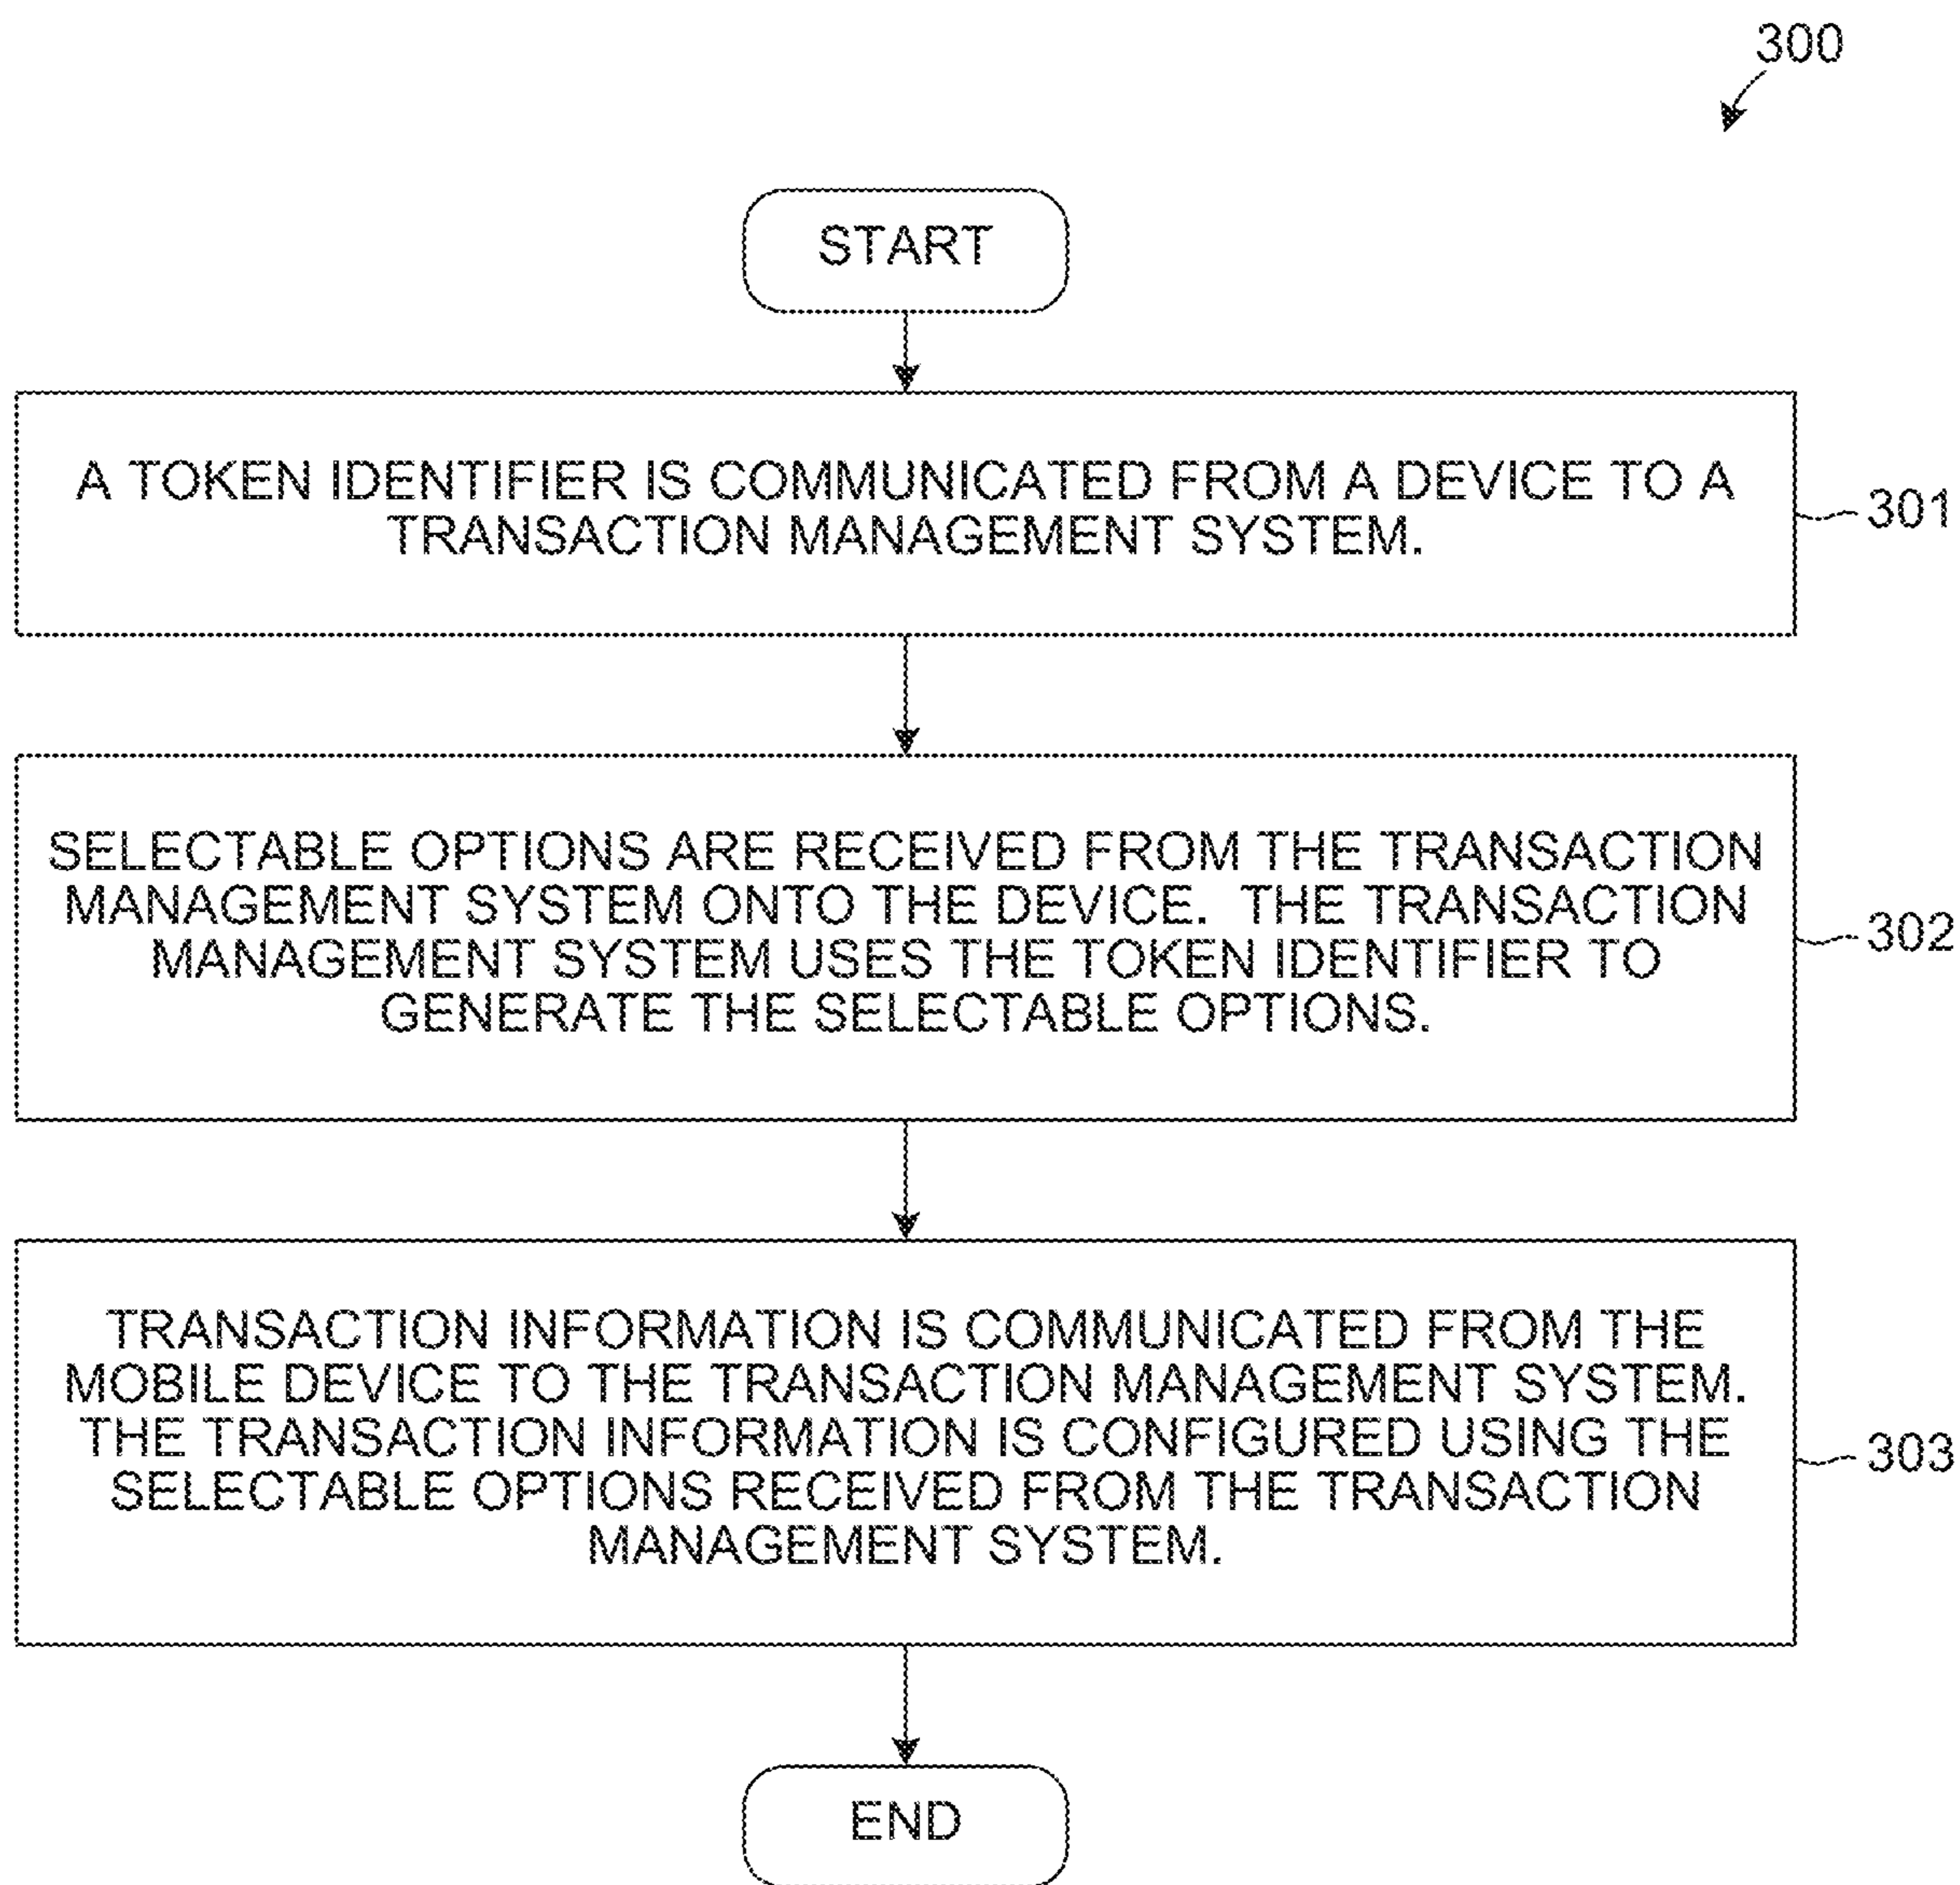 300
START
A TOKEN IDENTIFIER IS COMMUNICATED FROM A DEVICE TO A
TRANSACTION MANAGEMENT SYSTEM.
301
SELECTABLE OPTIONS ARE RECEIVED FROM THE TRANSACTION
MANAGEMENT SYSTEM ONTO THE DEVICE.  THE TRANSACTION
MANAGEMENT SYSTEM USES THE TOKEN IDENTIFIER TO
GENERATE THE SELECTABLE OPTIONS.
302
TRANSACTION INFORMATION IS COMMUNICATED FROM THE
MOBILE DEVICE TO THE TRANSACTION MANAGEMENT SYSTEM.
THE TRANSACTION INFORMATION IS CONFIGURED USING THE
SELECTABLE OPTIONS RECEIVED FROM THE TRANSACTION
MANAGEMENT SYSTEM.
303
END